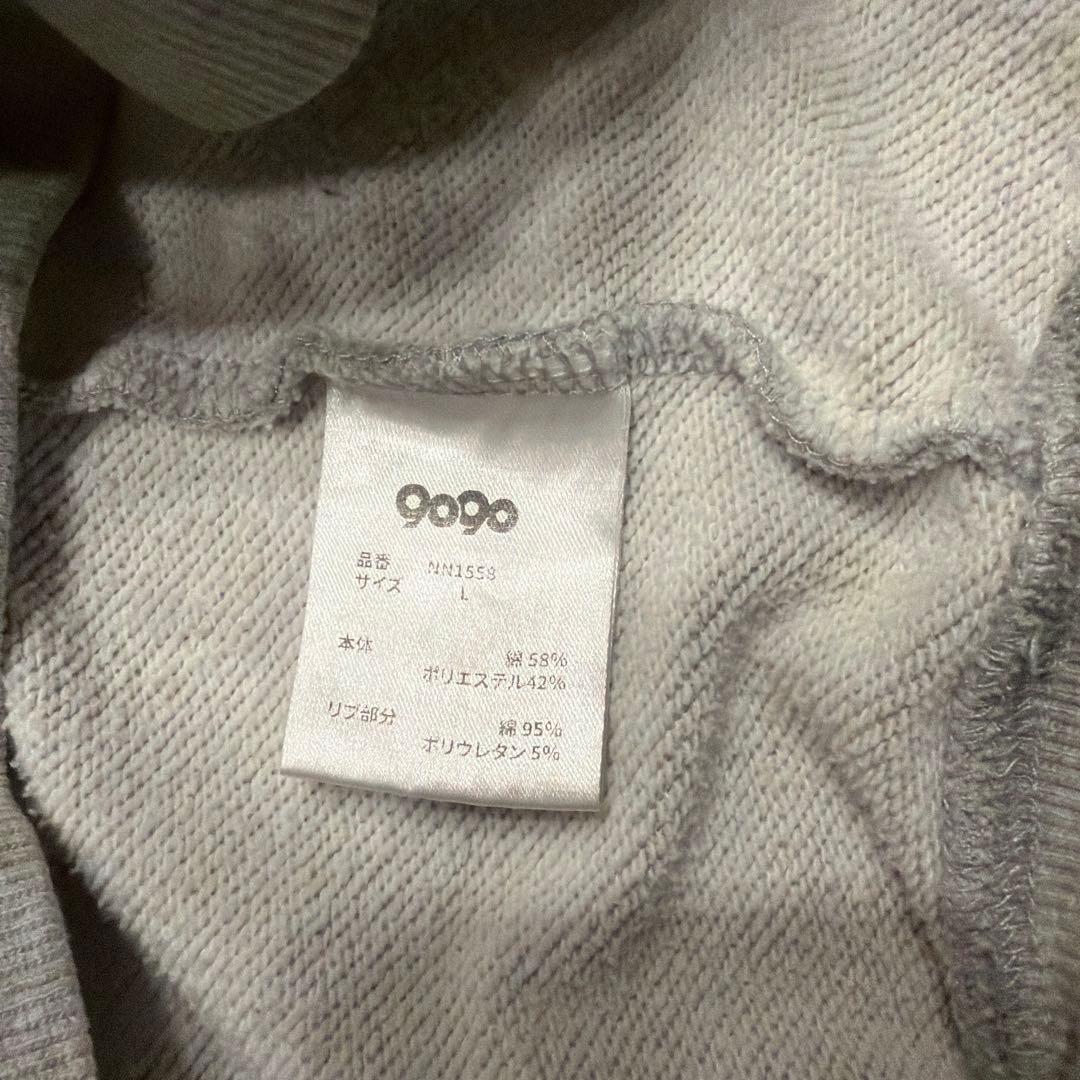 9090
品番 NN1558
サイズ L
本体 綿 58%
ポリエステル42%
リブ部分 綿 95%
ポリウレタン 5%